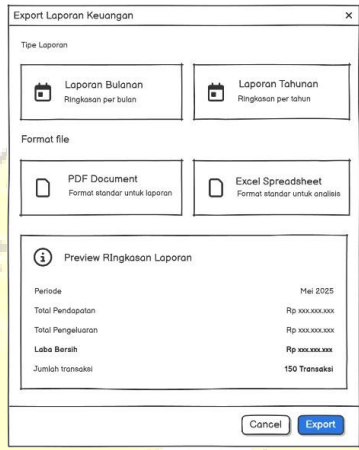 Export Laporan Keuangan ×
Tipe Laporan
Laporan Bulanan
Ringkasan per bulan
Laporan Tahunan
Ringkasan per tahun
Format file
PDF Document
Format standar untuk laporan
Excel Spreadsheet
Format standar untuk analisis
Preview RIngkasan Laporan
Periode Mei 2025
Total Pendapatan Rp xxx.xxx.xxx
Total Pengeluaran Rp xxx.xxx.xxx
Laba Bersih Rp xxx.xxx.xxx
Jumlah transaksi 150 Transaksi
Cancel Export